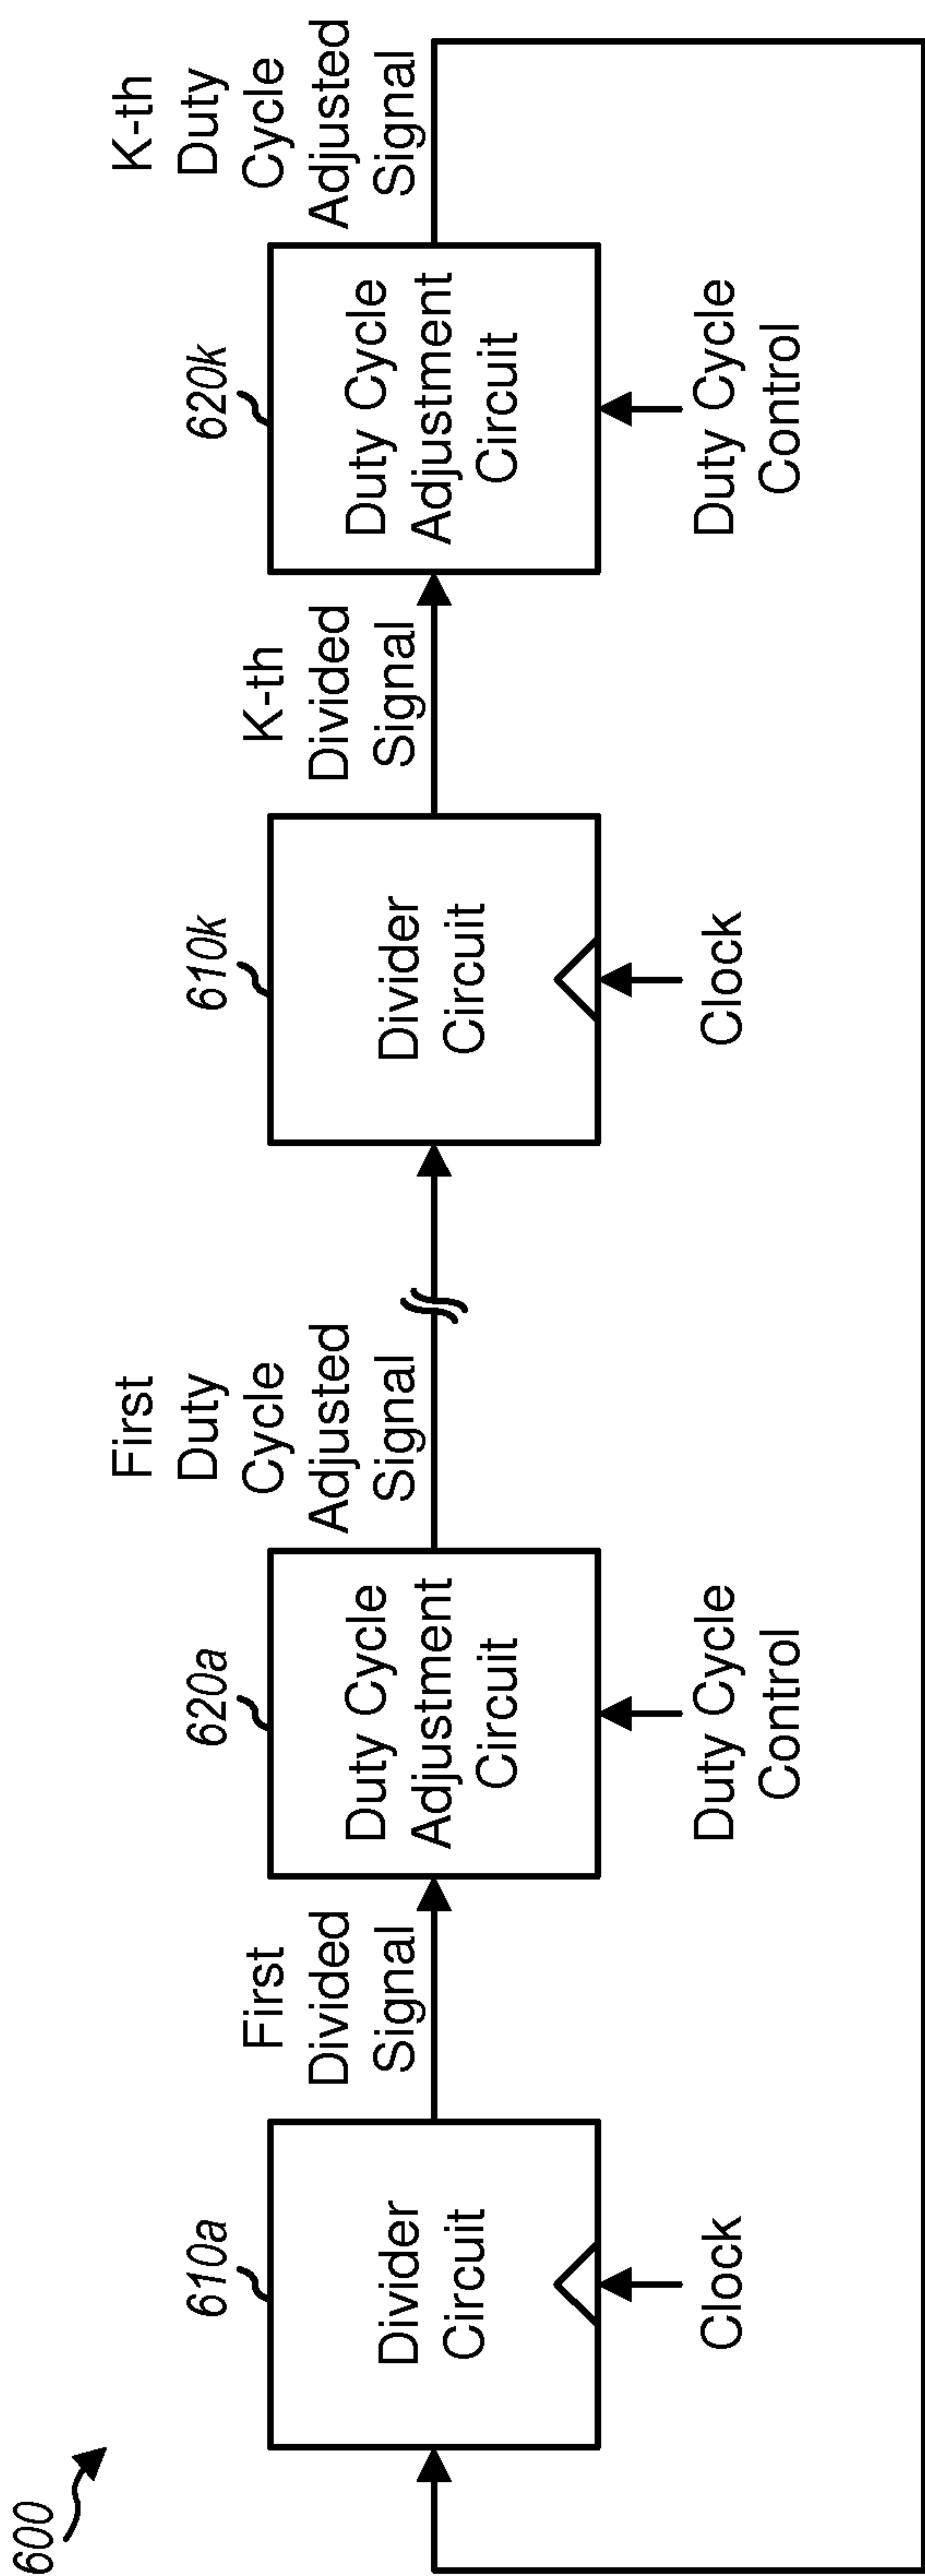 600
610a
Divider
Circuit
Clock
First
Divided
Signal
620a
Duty Cycle
Adjustment
Circuit
Duty Cycle
Control
First
Duty
Cycle
Adjusted
Signal
610k
Divider
Circuit
Clock
K-th
Divided
Signal
620k
Duty Cycle
Adjustment
Circuit
Duty Cycle
Control
K-th
Duty
Cycle
Adjusted
Signal